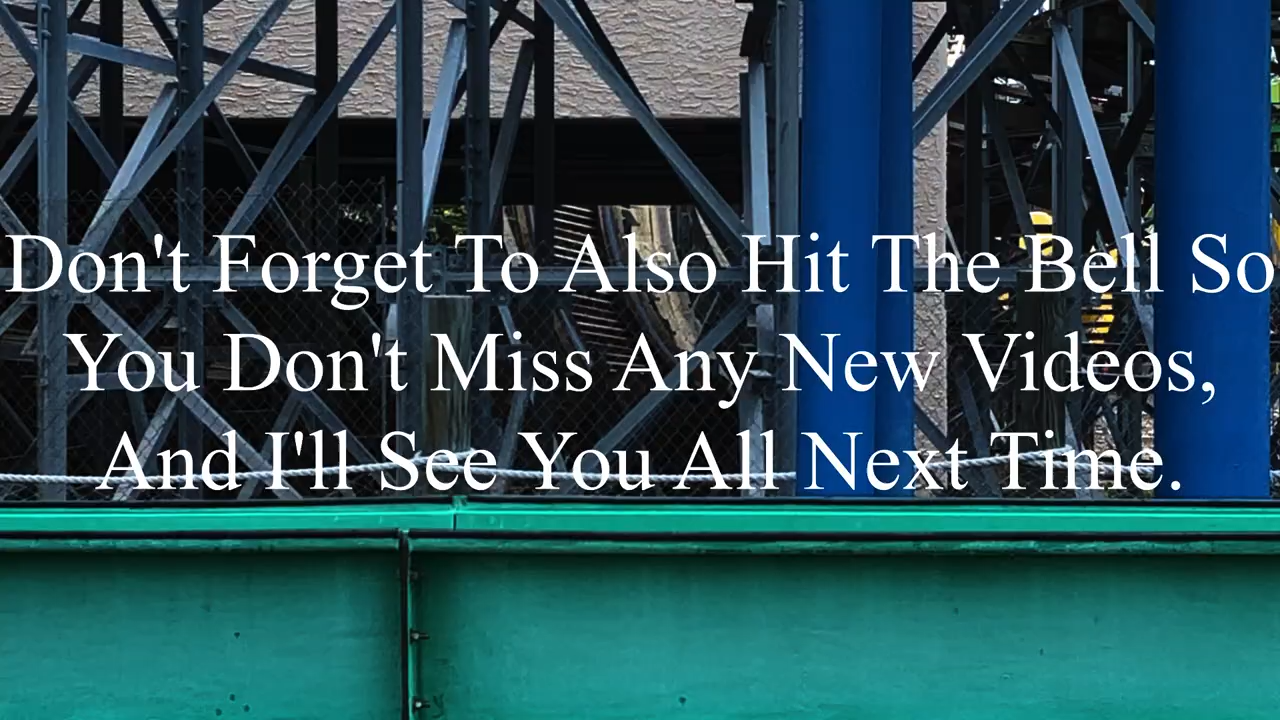 Don't Forget To Also Hit The Bell So
You Don't Miss Any New Videos,
And I'll See You All Next Time.